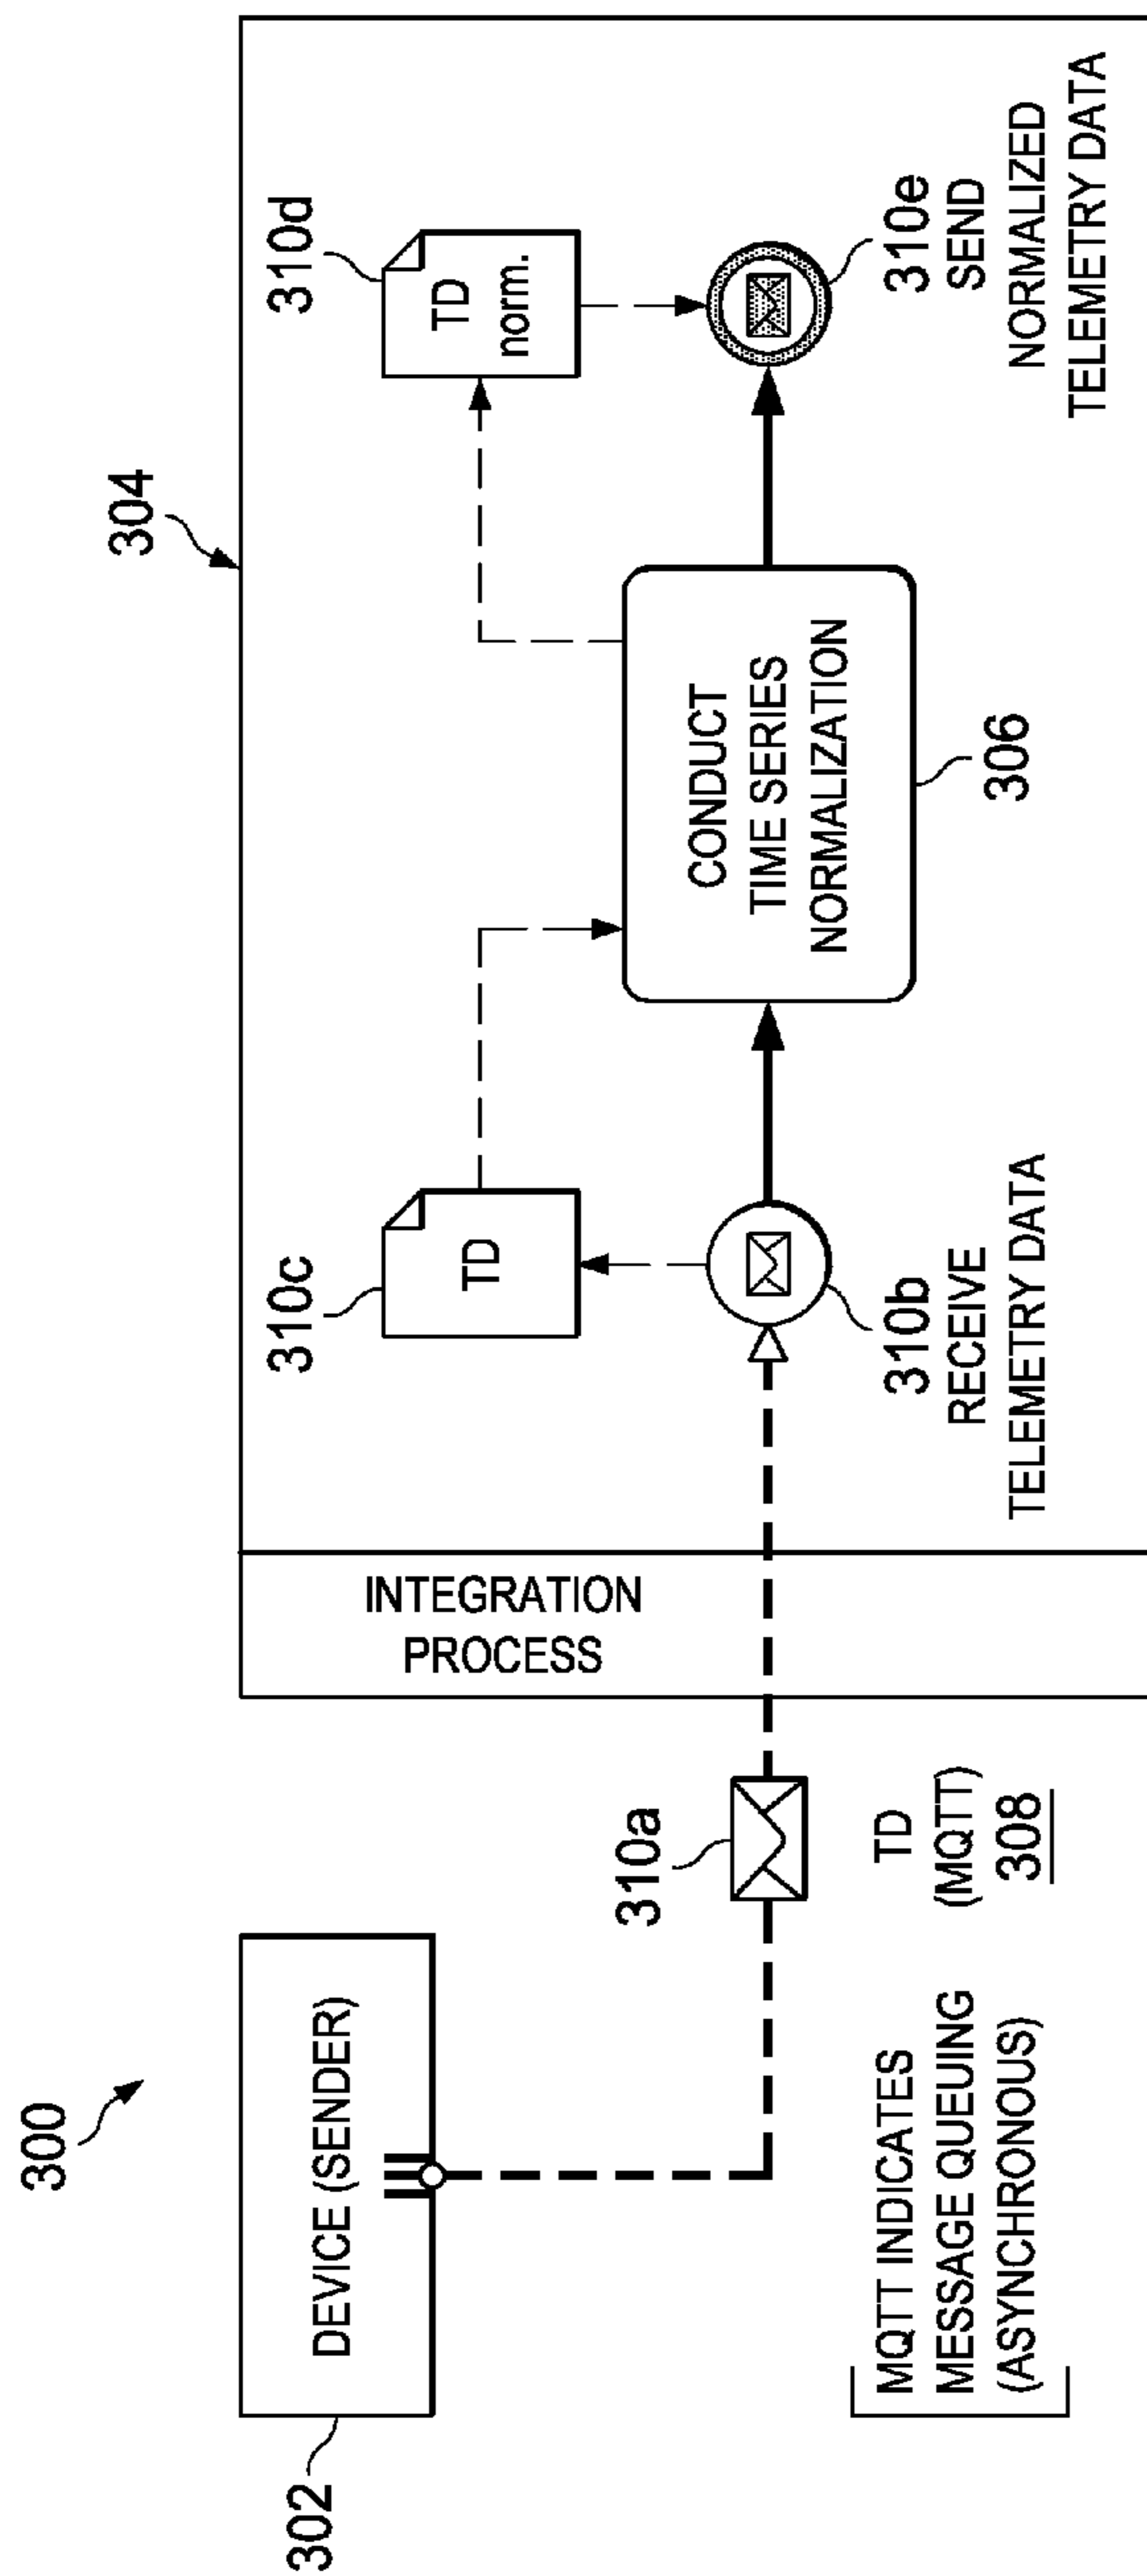 300
302
DEVICE (SENDER)
MQTT INDICATES
MESSAGE QUEUING
(ASYNCHRONOUS)
310a
TD
(MQTT)
308
304
INTEGRATION
PROCESS
310c
TD
310b
RECEIVE
TELEMETRY DATA
CONDUCT
TIME SERIES
NORMALIZATION
306
310d
TD
norm.
310e
SEND
NORMALIZED
TELEMETRY DATA